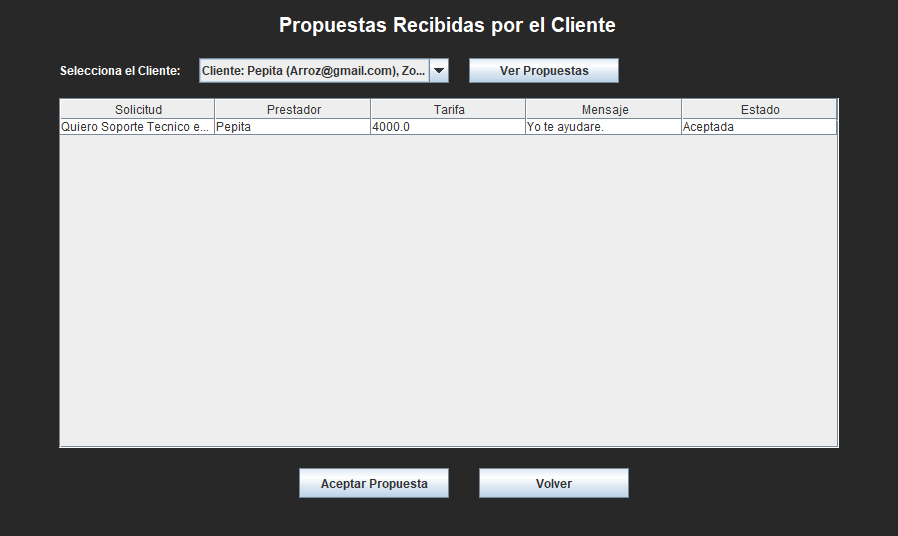 Propuestas Recibidas por el Cliente
Selecciona el Cliente: Cliente: Pepita (Arroz@gmail.com), Zo... Ver Propuestas
Solicitud Prestador Tarifa Mensaje Estado
Quiero Soporte Tecnico e... Pepita 4000.0 Yo te ayudare. Aceptada
Aceptar Propuesta Volver